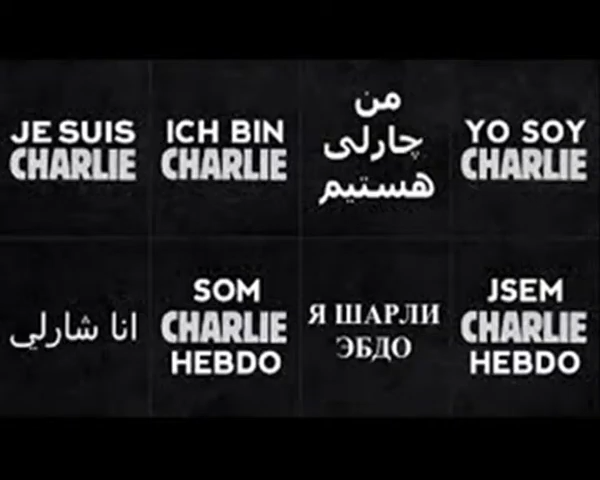 JE SUIS
CHARLIE
ICH BIN
CHARLIE
من
چارلی
هستیم
YO SOY
CHARLIE
انا شارلي
SOM
CHARLIE
HEBDO
Я ШАРЛИ
ЭБДО
JSEM
CHARLIE
HEBDO